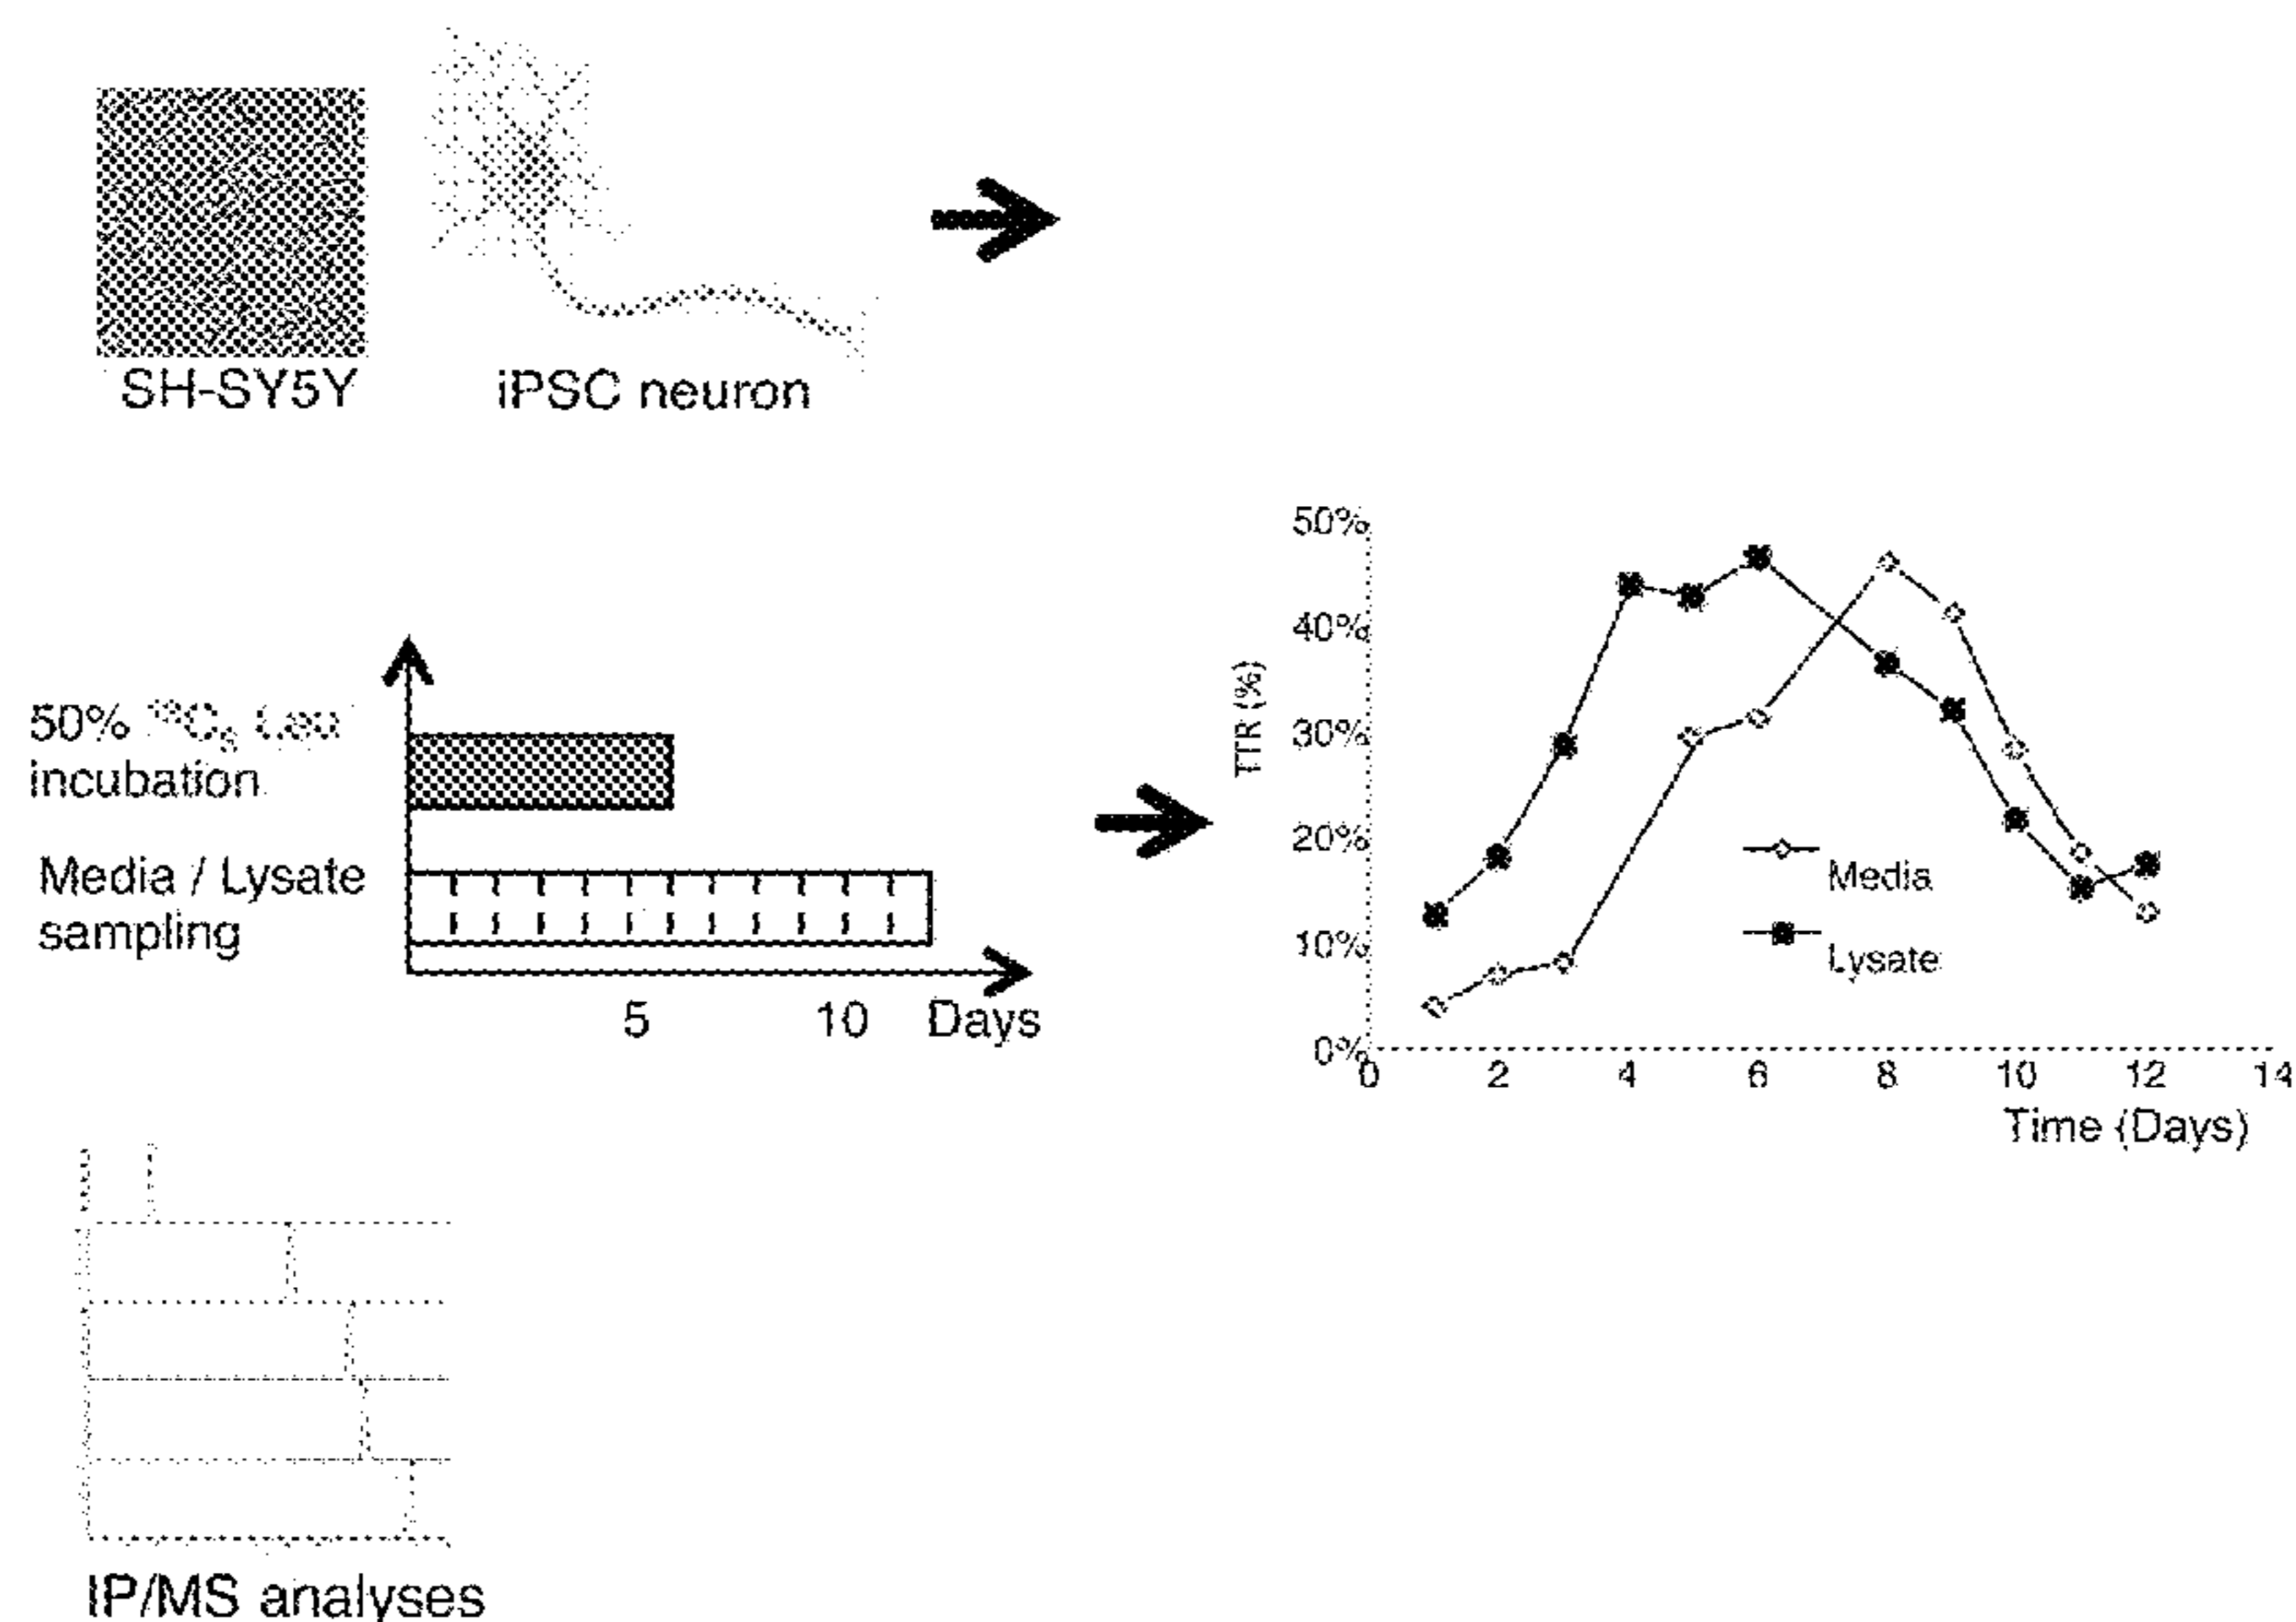 SH-SY5Y
iPSC neuron
50%
incubation
Media / Lysate
sampling
5
10
Days
50%
40%
30%
20%
10%
0%
TTR (%)
Media
Lysate
0
2
4
6
8
10
12
14
Time (Days)
IP/MS analyses